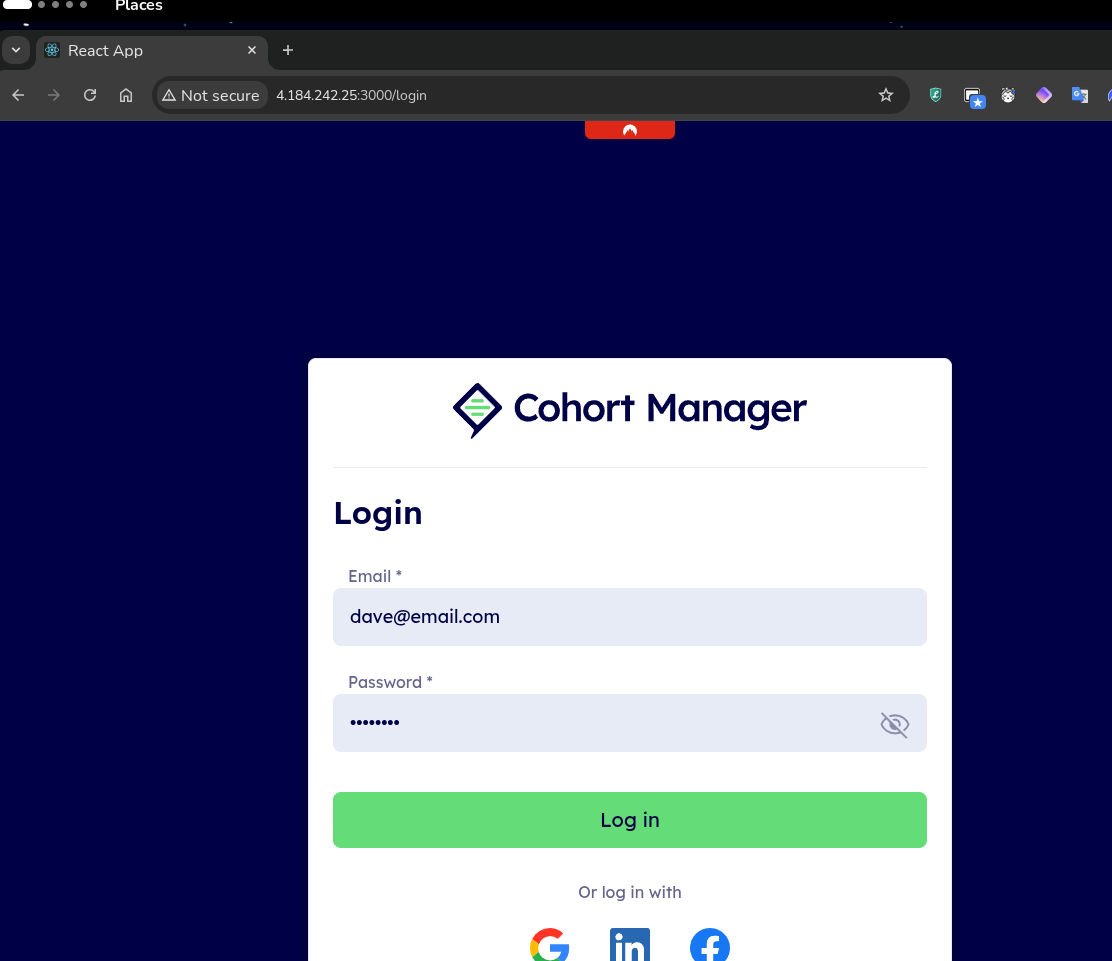 Places
React App
Not secure 4.184.242.25:3000/login
Cohort Manager
Login
Email *
dave@email.com
Password *
••••••••
Log in
Or log in with